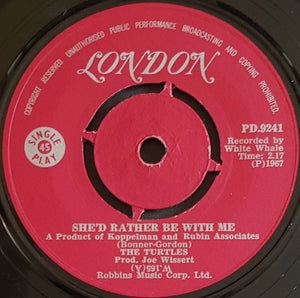 COPYRIGHT RESERVED. UNAUTHORISED PUBLIC PERFORMANCE BROADCASTING AND COPYING PROHIBITED.
LONDON
SINGLE
45
PLAY
PD.9241
Recorded by
White Whale
Time: 2.17
(P)1967
SHE'D RATHER BE WITH ME
A Product of Koppelman and Rubin Associates
(Bonner-Gordon)
THE TURTLES
Prod. Joe Wissert
W.165(A)
Robbins Music Corp. Ltd.